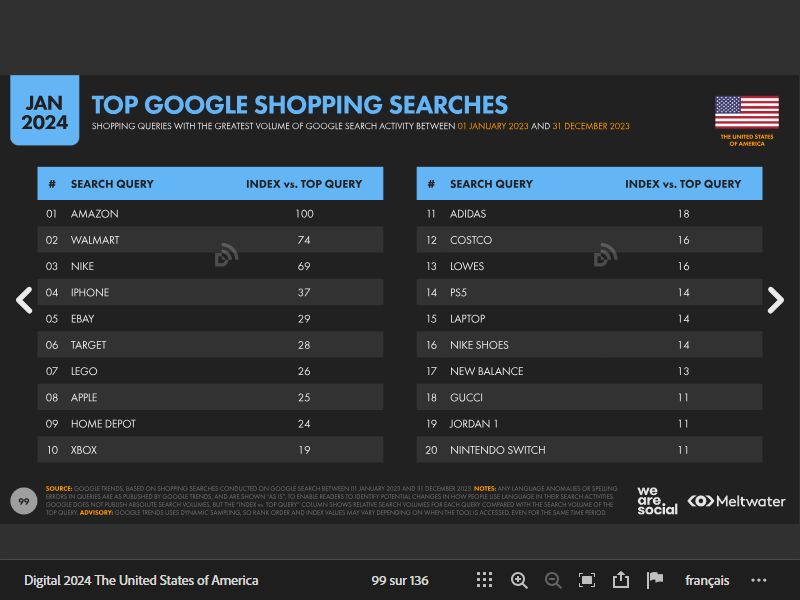 JAN
2024
TOP GOOGLE SHOPPING SEARCHES
SHOPPING QUERIES WITH THE GREATEST VOLUME OF GOOGLE SEARCH ACTIVITY BETWEEN 01 JANUARY 2023 AND 31 DECEMBER 2023
THE UNITED STATES
OF AMERICA
# SEARCH QUERY INDEX vs. TOP QUERY
01 AMAZON 100
02 WALMART 74
03 NIKE 69
04 IPHONE 37
05 EBAY 29
06 TARGET 28
07 LEGO 26
08 APPLE 25
09 HOME DEPOT 24
10 XBOX 19
# SEARCH QUERY INDEX vs. TOP QUERY
11 ADIDAS 18
12 COSTCO 16
13 LOWES 16
14 PS5 14
15 LAPTOP 14
16 NIKE SHOES 14
17 NEW BALANCE 13
18 GUCCI 11
19 JORDAN 1 11
20 NINTENDO SWITCH 11
99
SOURCE: GOOGLE TRENDS, BASED ON SHOPPING SEARCHES CONDUCTED ON GOOGLE SEARCH BETWEEN 01 JANUARY 2023 AND 31 DECEMBER 2023. NOTES: ANY LANGUAGE ANOMALIES OR SPELLING
ERRORS IN QUERIES ARE AS PUBLISHED BY GOOGLE TRENDS, AND ARE SHOWN "AS IS", TO ENABLE READERS TO IDENTIFY POTENTIAL CHANGES IN HOW PEOPLE USE LANGUAGE IN THEIR SEARCH ACTIVITIES.
GOOGLE DOES NOT PUBLISH ABSOLUTE SEARCH VOLUMES, BUT THE "INDEX vs. TOP QUERY" COLUMN SHOWS RELATIVE SEARCH VOLUMES FOR EACH QUERY COMPARED WITH THE SEARCH VOLUME OF THE
TOP QUERY. ADVISORY: GOOGLE TRENDS USES DYNAMIC SAMPLING, SO RANK ORDER AND INDEX VALUES MAY VARY DEPENDING ON WHEN THE TOOL IS ACCESSED, EVEN FOR THE SAME TIME PERIOD.
we
are.
social
Meltwater
Digital 2024 The United States of America
99 sur 136
français